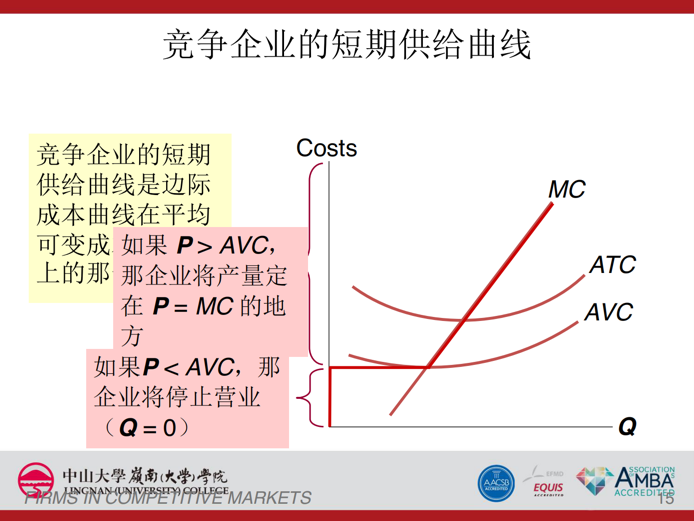 竞争企业的短期供给曲线
竞争企业的短期
供给曲线是边际
成本曲线在平均
可变成
上的那
如果 P > AVC，
那企业将产量定
在 P = MC 的地
方
如果P < AVC，那
企业将停止营业
（Q = 0）
Costs
MC
ATC
AVC
Q
中山大學嶺南(大學)學院
LINGNAN (UNIVERSITY) COLLEGE
FIRMS IN COMPETITIVE MARKETS
AACSB
ACCREDITED
EFMD
EQUIS
ACCREDITED
ASSOCIATION
OF MBAs
AMBA
ACCREDITED
15